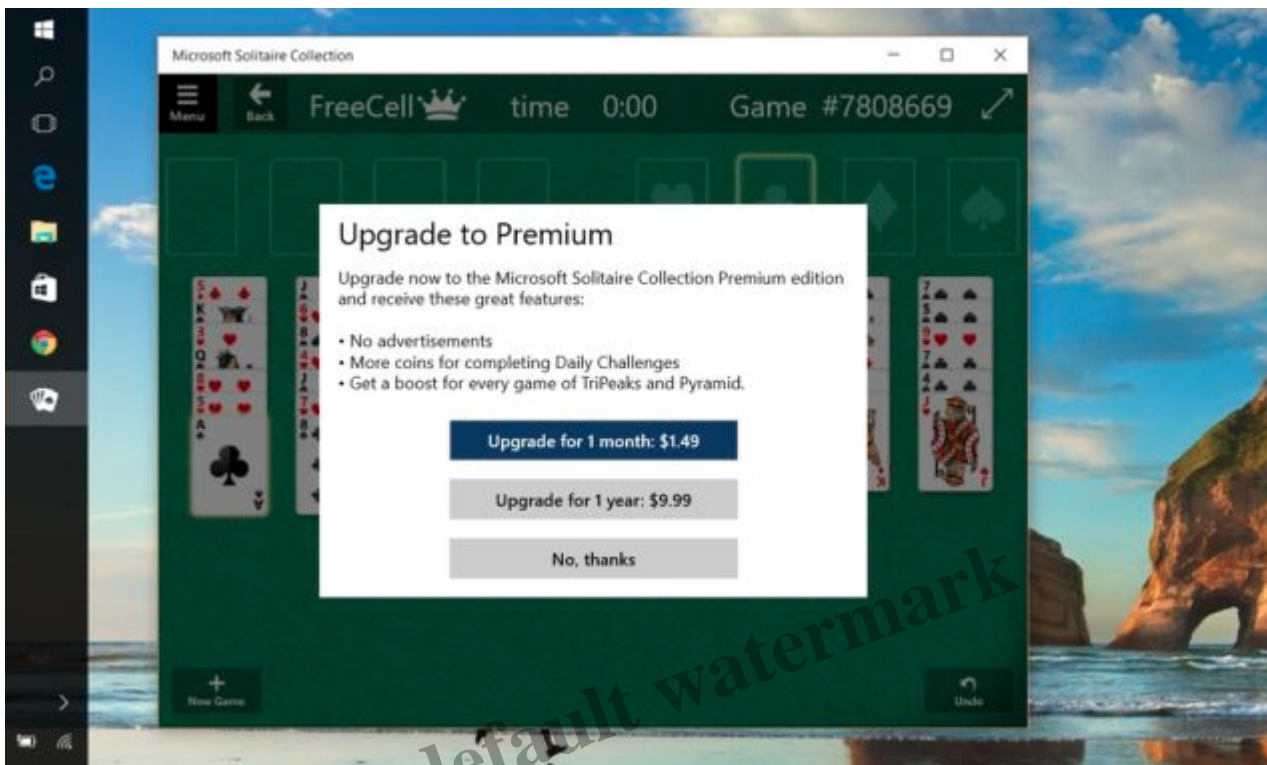 Microsoft Solitaire Collection
Menu
Back
FreeCell
time 0:00
Game #7808669
Upgrade to Premium
Upgrade now to the Microsoft Solitaire Collection Premium edition
and receive these great features:
• No advertisements
• More coins for completing Daily Challenges
• Get a boost for every game of TriPeaks and Pyramid.
Upgrade for 1 month: $1.49
Upgrade for 1 year: $9.99
No, thanks
New Game
Undo
default watermark